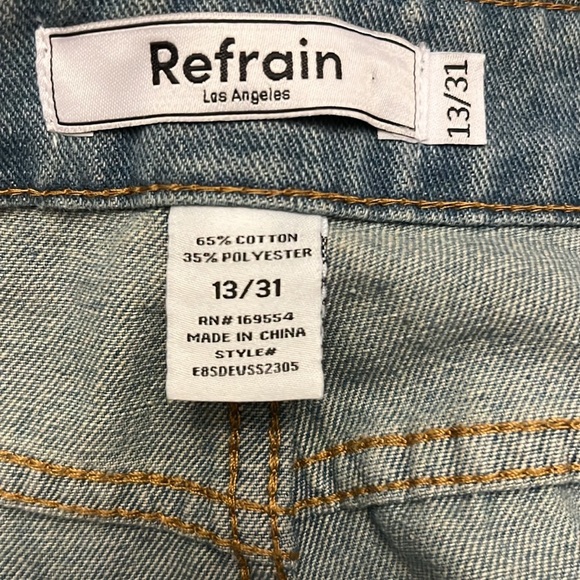 Refrain
Los Angeles
13/31
65% COTTON
35% POLYESTER
13/31
RN# 169554
MADE IN CHINA
STYLE#
E8SDEUSS2305